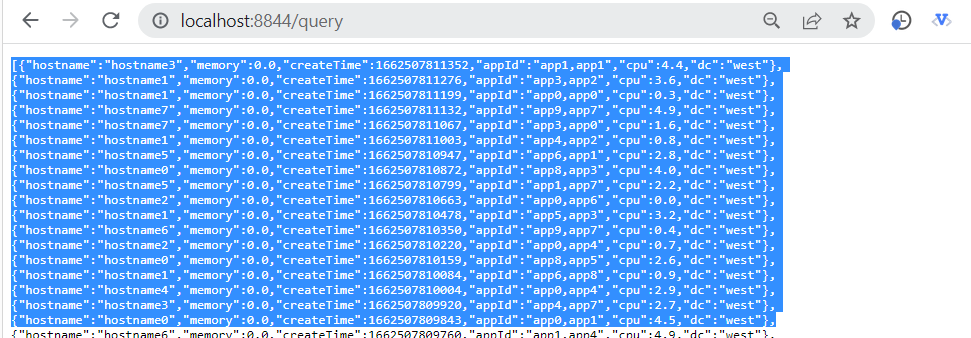 localhost:8844/query
[{"hostname":"hostname3","memory":0.0,"createTime":1662507811352,"appId":"app1,app1","cpu":4.4,"dc":"west"},
{"hostname":"hostname1","memory":0.0,"createTime":1662507811276,"appId":"app3,app2","cpu":3.6,"dc":"west"},
{"hostname":"hostname1","memory":0.0,"createTime":1662507811199,"appId":"app0,app0","cpu":0.3,"dc":"west"},
{"hostname":"hostname7","memory":0.0,"createTime":1662507811132,"appId":"app9,app7","cpu":4.9,"dc":"west"},
{"hostname":"hostname7","memory":0.0,"createTime":1662507811067,"appId":"app3,app0","cpu":1.6,"dc":"west"},
{"hostname":"hostname1","memory":0.0,"createTime":1662507811003,"appId":"app4,app2","cpu":0.8,"dc":"west"},
{"hostname":"hostname5","memory":0.0,"createTime":1662507810947,"appId":"app6,app1","cpu":2.8,"dc":"west"},
{"hostname":"hostname0","memory":0.0,"createTime":1662507810872,"appId":"app8,app3","cpu":4.0,"dc":"west"},
{"hostname":"hostname5","memory":0.0,"createTime":1662507810799,"appId":"app1,app7","cpu":2.2,"dc":"west"},
{"hostname":"hostname2","memory":0.0,"createTime":1662507810663,"appId":"app0,app6","cpu":0.0,"dc":"west"},
{"hostname":"hostname1","memory":0.0,"createTime":1662507810478,"appId":"app5,app3","cpu":3.2,"dc":"west"},
{"hostname":"hostname6","memory":0.0,"createTime":1662507810350,"appId":"app9,app7","cpu":0.4,"dc":"west"},
{"hostname":"hostname2","memory":0.0,"createTime":1662507810220,"appId":"app0,app4","cpu":0.7,"dc":"west"},
{"hostname":"hostname0","memory":0.0,"createTime":1662507810159,"appId":"app8,app5","cpu":2.6,"dc":"west"},
{"hostname":"hostname1","memory":0.0,"createTime":1662507810084,"appId":"app6,app8","cpu":0.9,"dc":"west"},
{"hostname":"hostname4","memory":0.0,"createTime":1662507810004,"appId":"app0,app4","cpu":2.9,"dc":"west"},
{"hostname":"hostname3","memory":0.0,"createTime":1662507809920,"appId":"app4,app7","cpu":2.7,"dc":"west"},
{"hostname":"hostname0","memory":0.0,"createTime":1662507809843,"appId":"app0,app1","cpu":4.5,"dc":"west"},
{"hostname":"hostname6","memory":0.0,"createTime":1662507809760,"appId":"app1,app4","cpu":4.9,"dc":"west"},